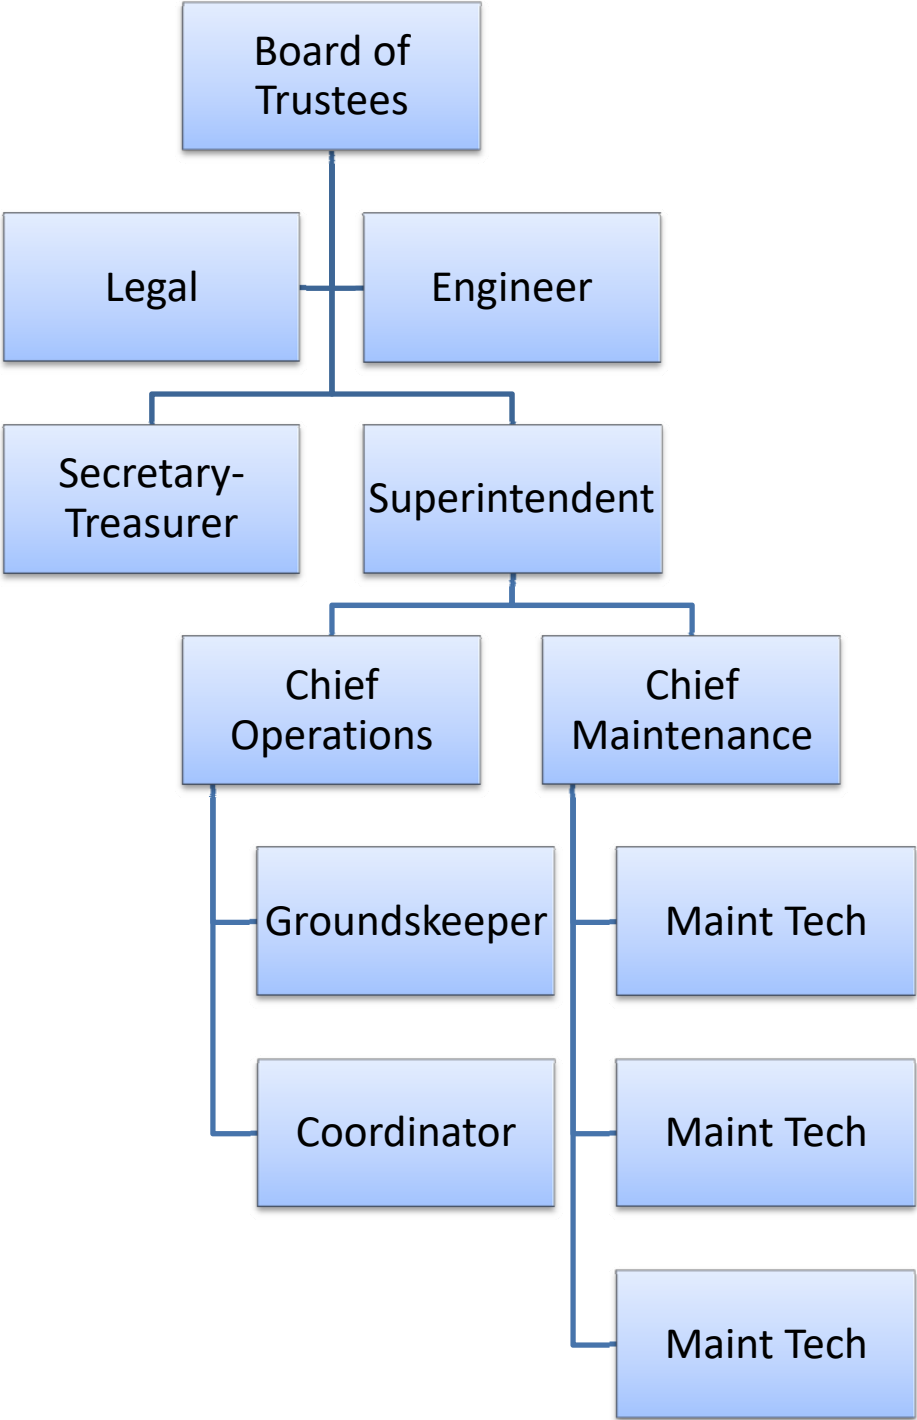 Board of
Trustees
Legal
Engineer
Secretary-
Treasurer
Superintendent
Chief
Operations
Chief
Maintenance
Groundskeeper
Maint Tech
Coordinator
Maint Tech
Maint Tech